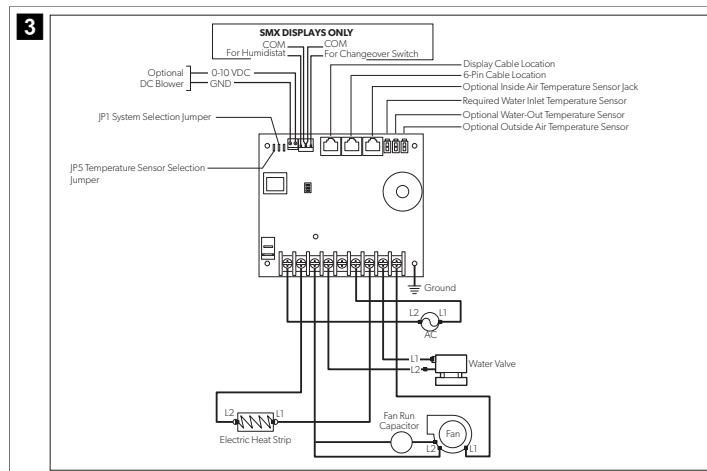 3
SMX DISPLAYS ONLY
COM
COM
For Humidistat
For Changeover Switch
Optional
DC Blower
0-10 VDC
GND
Display Cable Location
6-Pin Cable Location
Optional Inside Air Temperature Sensor Jack
Required Water Inlet Temperature Sensor
Optional Water-Out Temperature Sensor
Optional Outside Air Temperature Sensor
JP1 System Selection Jumper
JP5 Temperature Sensor Selection
Jumper
Ground
L2
L1
AC
L1
L2
Water Valve
L2
L1
Electric Heat Strip
Fan Run
Capacitor
Fan
L2
L1